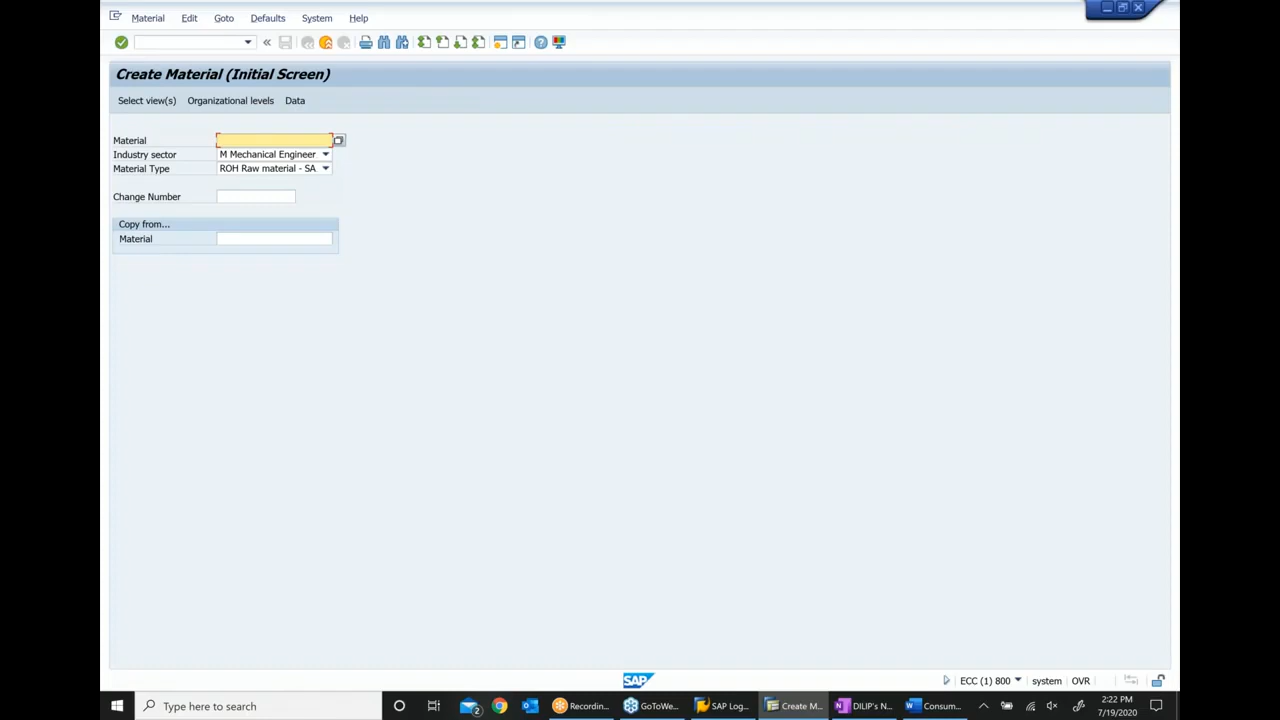 Material Edit Goto Defaults System Help
Create Material (Initial Screen)
Select view(s) Organizational levels Data
Material
Industry sector M Mechanical Engineer
Material Type ROH Raw material - SA
Change Number
Copy from...
Material
SAP
ECC (1) 800 system OVR
Type here to search
2
Recordin...
GoToWe...
SAP Log...
Create M...
DILIP's N...
Consum...
2:22 PM
7/19/2020